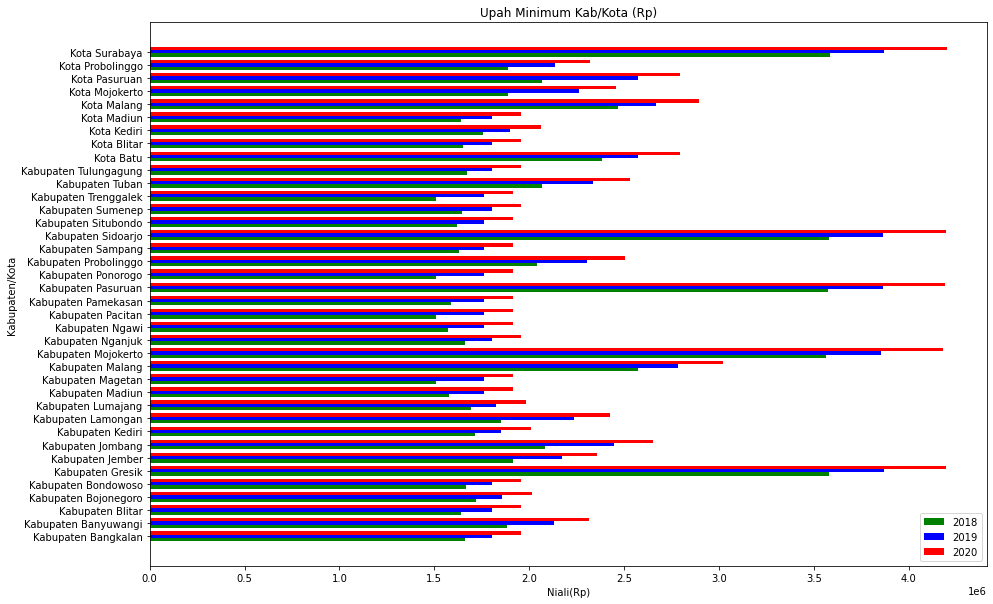 Upah Minimum Kab/Kota (Rp)
Kabupaten/Kota
Kota Surabaya
Kota Probolinggo
Kota Pasuruan
Kota Mojokerto
Kota Malang
Kota Madiun
Kota Kediri
Kota Blitar
Kota Batu
Kabupaten Tulungagung
Kabupaten Tuban
Kabupaten Trenggalek
Kabupaten Sumenep
Kabupaten Situbondo
Kabupaten Sidoarjo
Kabupaten Sampang
Kabupaten Probolinggo
Kabupaten Ponorogo
Kabupaten Pasuruan
Kabupaten Pamekasan
Kabupaten Pacitan
Kabupaten Ngawi
Kabupaten Nganjuk
Kabupaten Mojokerto
Kabupaten Malang
Kabupaten Magetan
Kabupaten Madiun
Kabupaten Lumajang
Kabupaten Lamongan
Kabupaten Kediri
Kabupaten Jombang
Kabupaten Jember
Kabupaten Gresik
Kabupaten Bondowoso
Kabupaten Bojonegoro
Kabupaten Blitar
Kabupaten Banyuwangi
Kabupaten Bangkalan
2018
2019
2020
0.0 0.5 1.0 1.5 2.0 2.5 3.0 3.5 4.0
1e6
Niali(Rp)